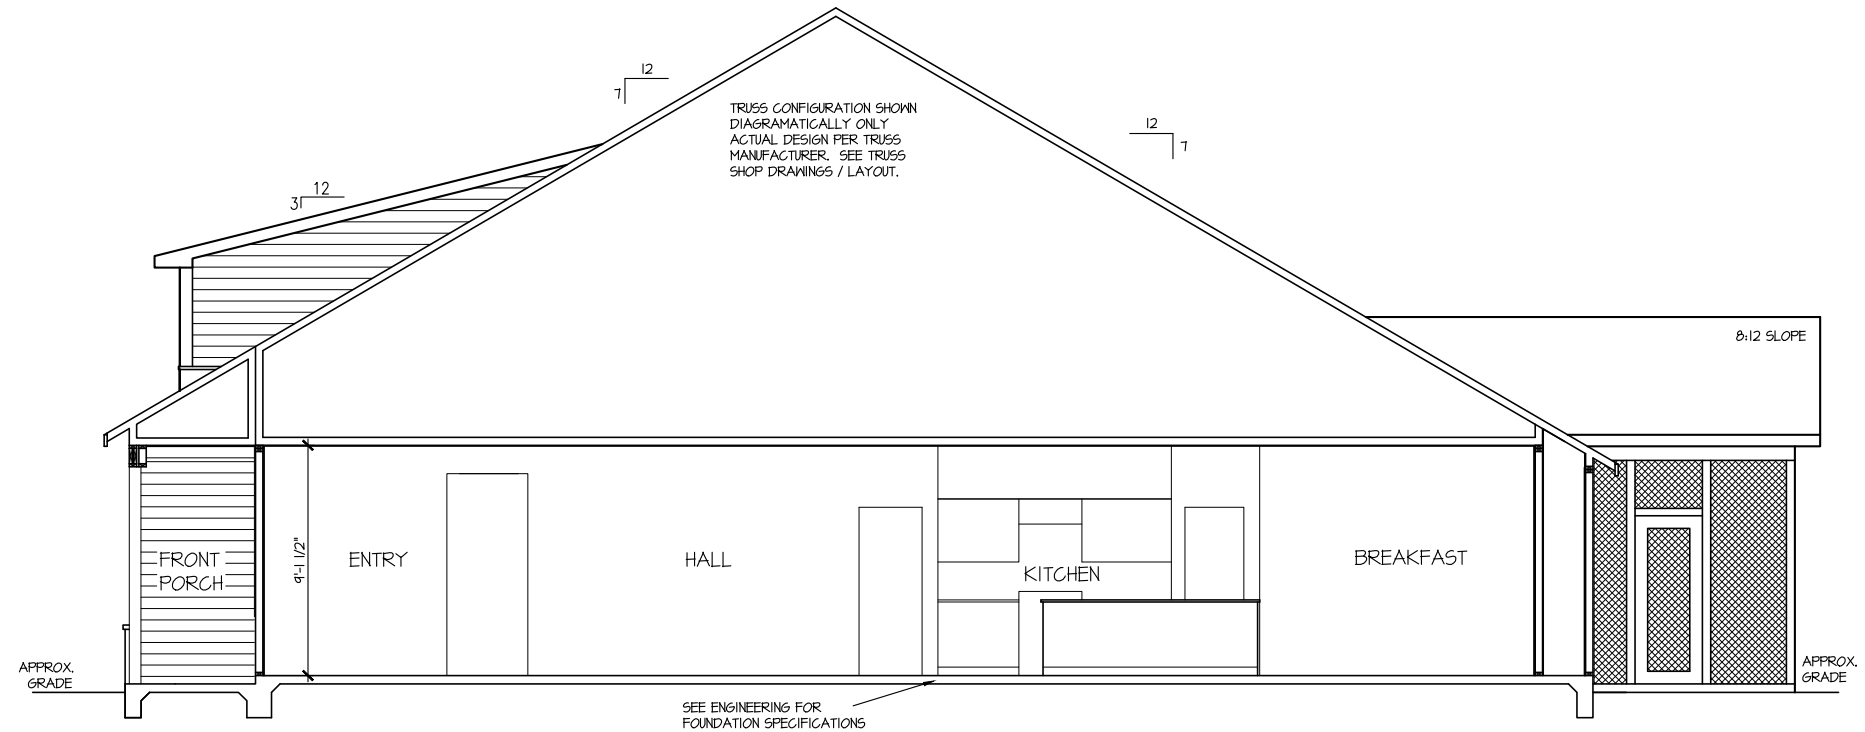 12
7
TRUSS CONFIGURATION SHOWN
DIAGRAMATICALLY ONLY
ACTUAL DESIGN PER TRUSS
MANUFACTURER.  SEE TRUSS
SHOP DRAWINGS / LAYOUT.
12
7
12
3
8:12 SLOPE
FRONT
PORCH
9'-1 1/2"
ENTRY
HALL
KITCHEN
BREAKFAST
APPROX.
GRADE
APPROX.
GRADE
SEE ENGINEERING FOR
FOUNDATION SPECIFICATIONS